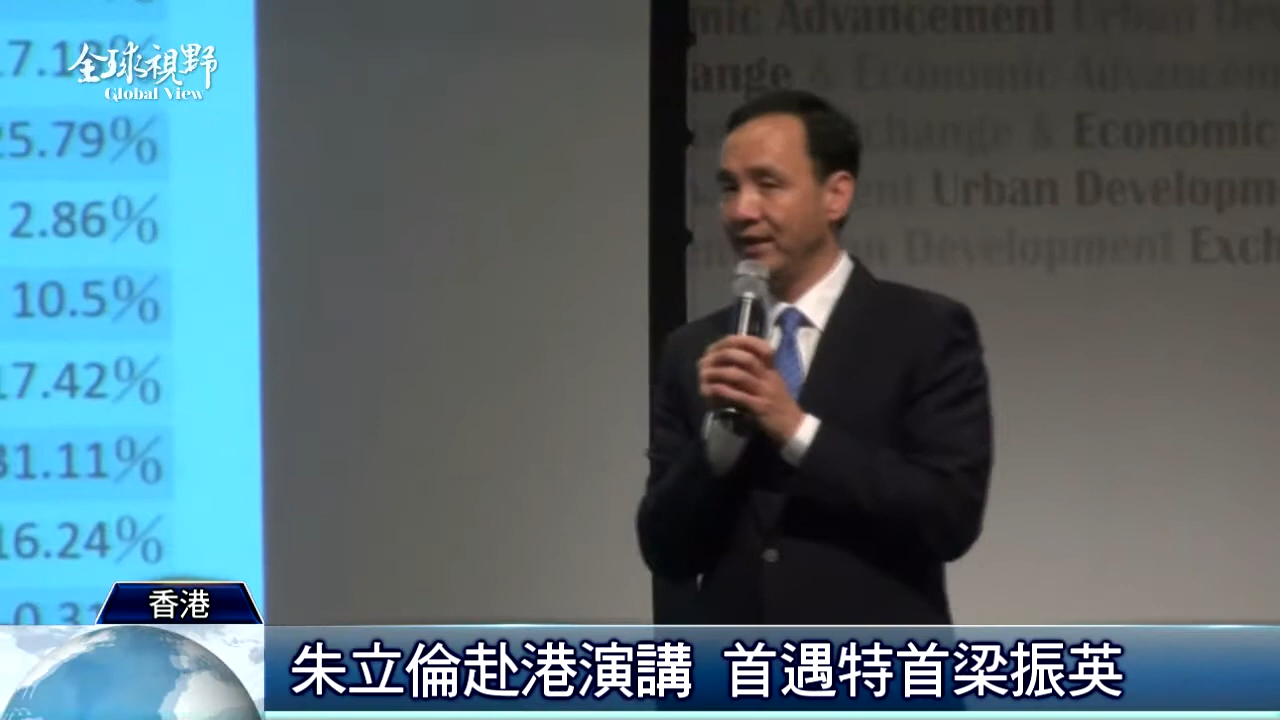 全球視野
Global View
25.79%
2.86%
10.5%
17.42%
31.11%
16.24%
Advancement Urban
& Economic
Exchange & Economic
Urban
Development
香港
朱立倫赴港演講 首遇特首梁振英